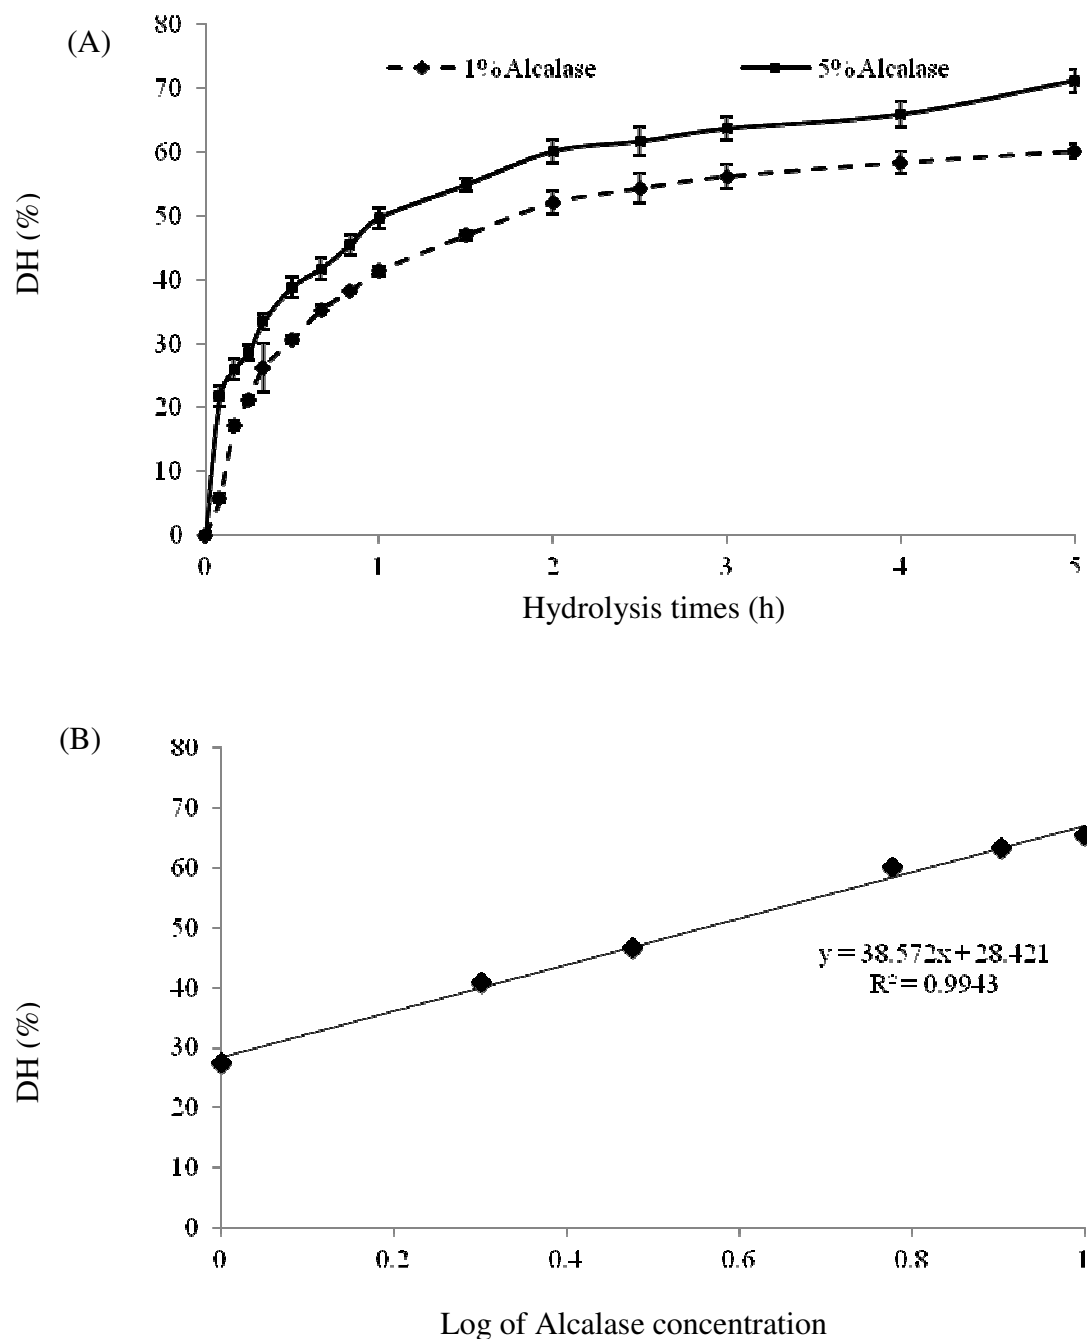 (A)
80
1% Alcalase
5% Alcalase
70
60
50
40
30
20
10
0
DH (%)
0 1 2 3 4 5
Hydrolysis times (h)
(B)
80
70
60
50
40
30
20
10
0
DH (%)
y = 38.572x + 28.421
R² = 0.9943
0 0.2 0.4 0.6 0.8 1
Log of Alcalase concentration